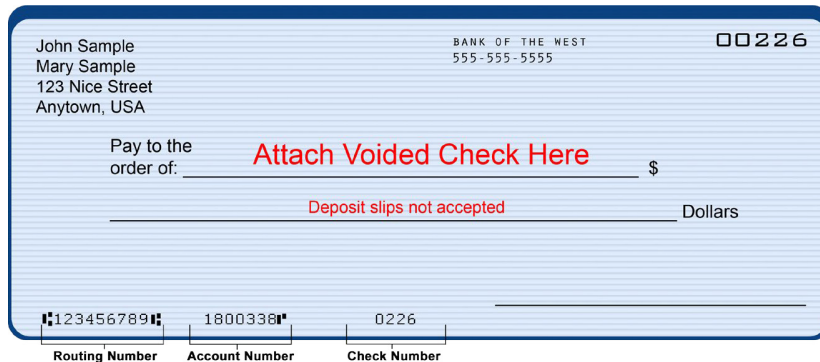 John Sample
Mary Sample
123 Nice Street
Anytown, USA
BANK OF THE WEST
555-555-5555
00226
Pay to the
order of:
Attach Voided Check Here
$
Deposit slips not accepted
Dollars
⑆123456789⑆ 1800338⑈ 0226
Routing Number Account Number Check Number